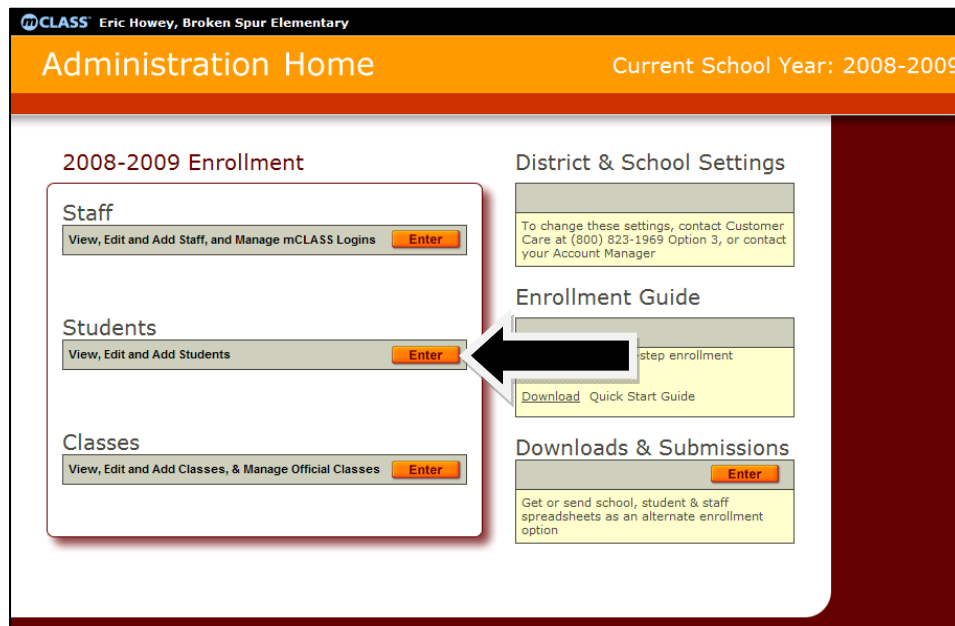 mCLASS Eric Howey, Broken Spur Elementary
Administration Home
Current School Year: 2008-2009
2008-2009 Enrollment
Staff
View, Edit and Add Staff, and Manage mCLASS Logins Enter
Students
View, Edit and Add Students Enter
Classes
View, Edit and Add Classes, & Manage Official Classes Enter
District & School Settings
To change these settings, contact Customer
Care at (800) 823-1969 Option 3, or contact
your Account Manager
Enrollment Guide
-step enrollment
Download Quick Start Guide
Downloads & Submissions
Enter
Get or send school, student & staff
spreadsheets as an alternate enrollment
option